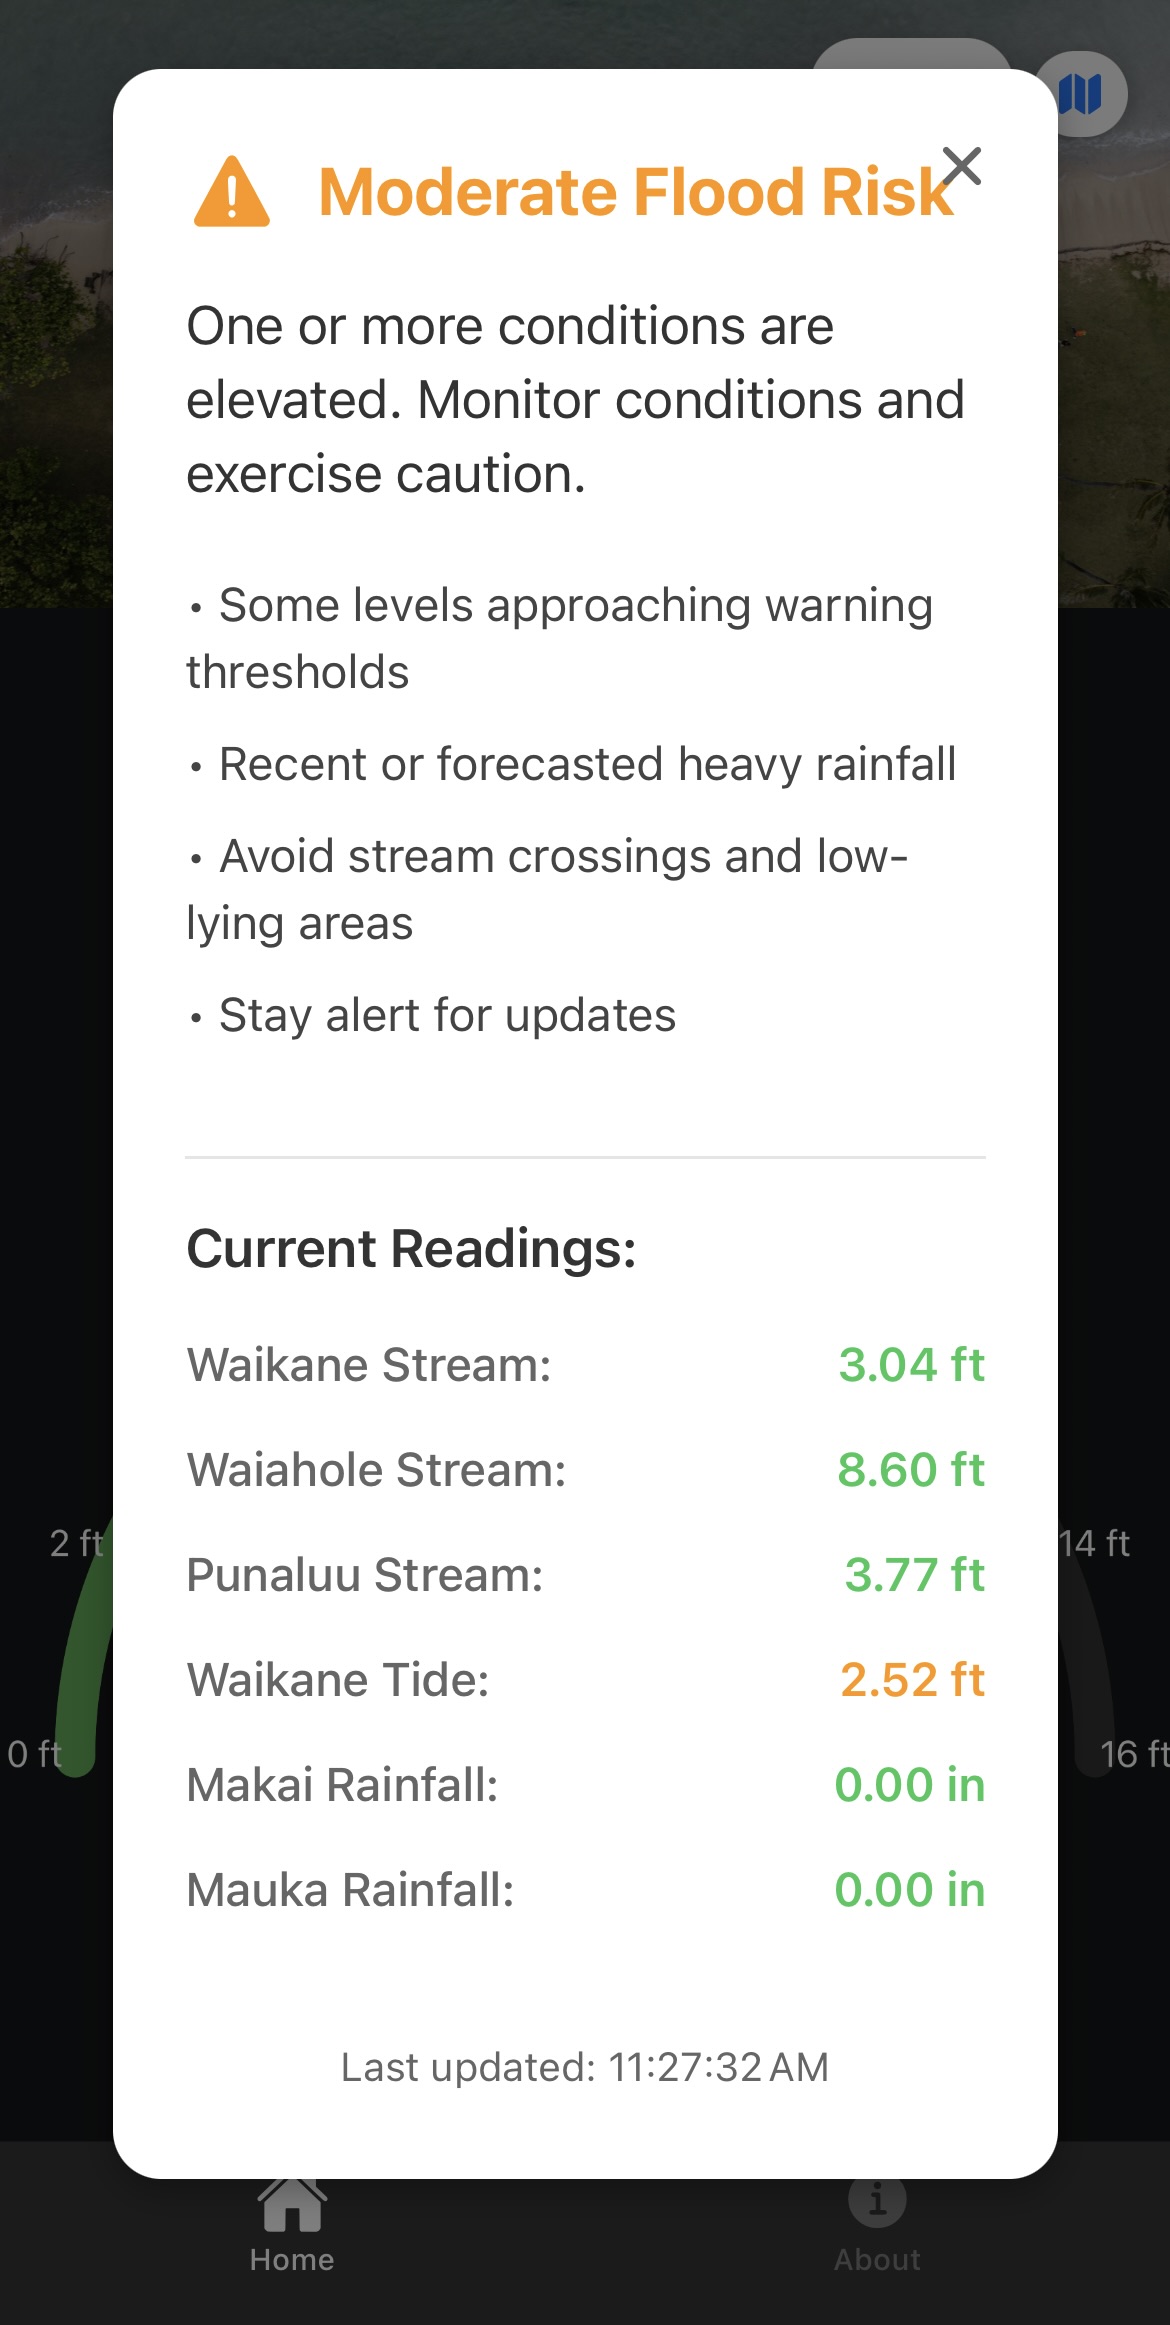 Moderate Flood Risk
One or more conditions are
elevated. Monitor conditions and
exercise caution.
• Some levels approaching warning
thresholds
• Recent or forecasted heavy rainfall
• Avoid stream crossings and low-
lying areas
• Stay alert for updates
Current Readings:
Waikane Stream: 3.04 ft
Waiahole Stream: 8.60 ft
2 ft
14 ft
Punaluu Stream: 3.77 ft
Waikane Tide: 2.52 ft
0 ft
16 ft
Makai Rainfall: 0.00 in
Mauka Rainfall: 0.00 in
Last updated: 11:27:32 AM
Home
About